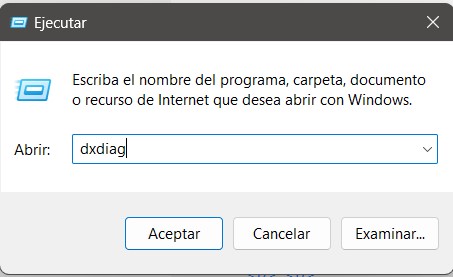 Ejecutar
Escriba el nombre del programa, carpeta, documento
o recurso de Internet que desea abrir con Windows.
Abrir: dxdiag
Aceptar Cancelar Examinar...